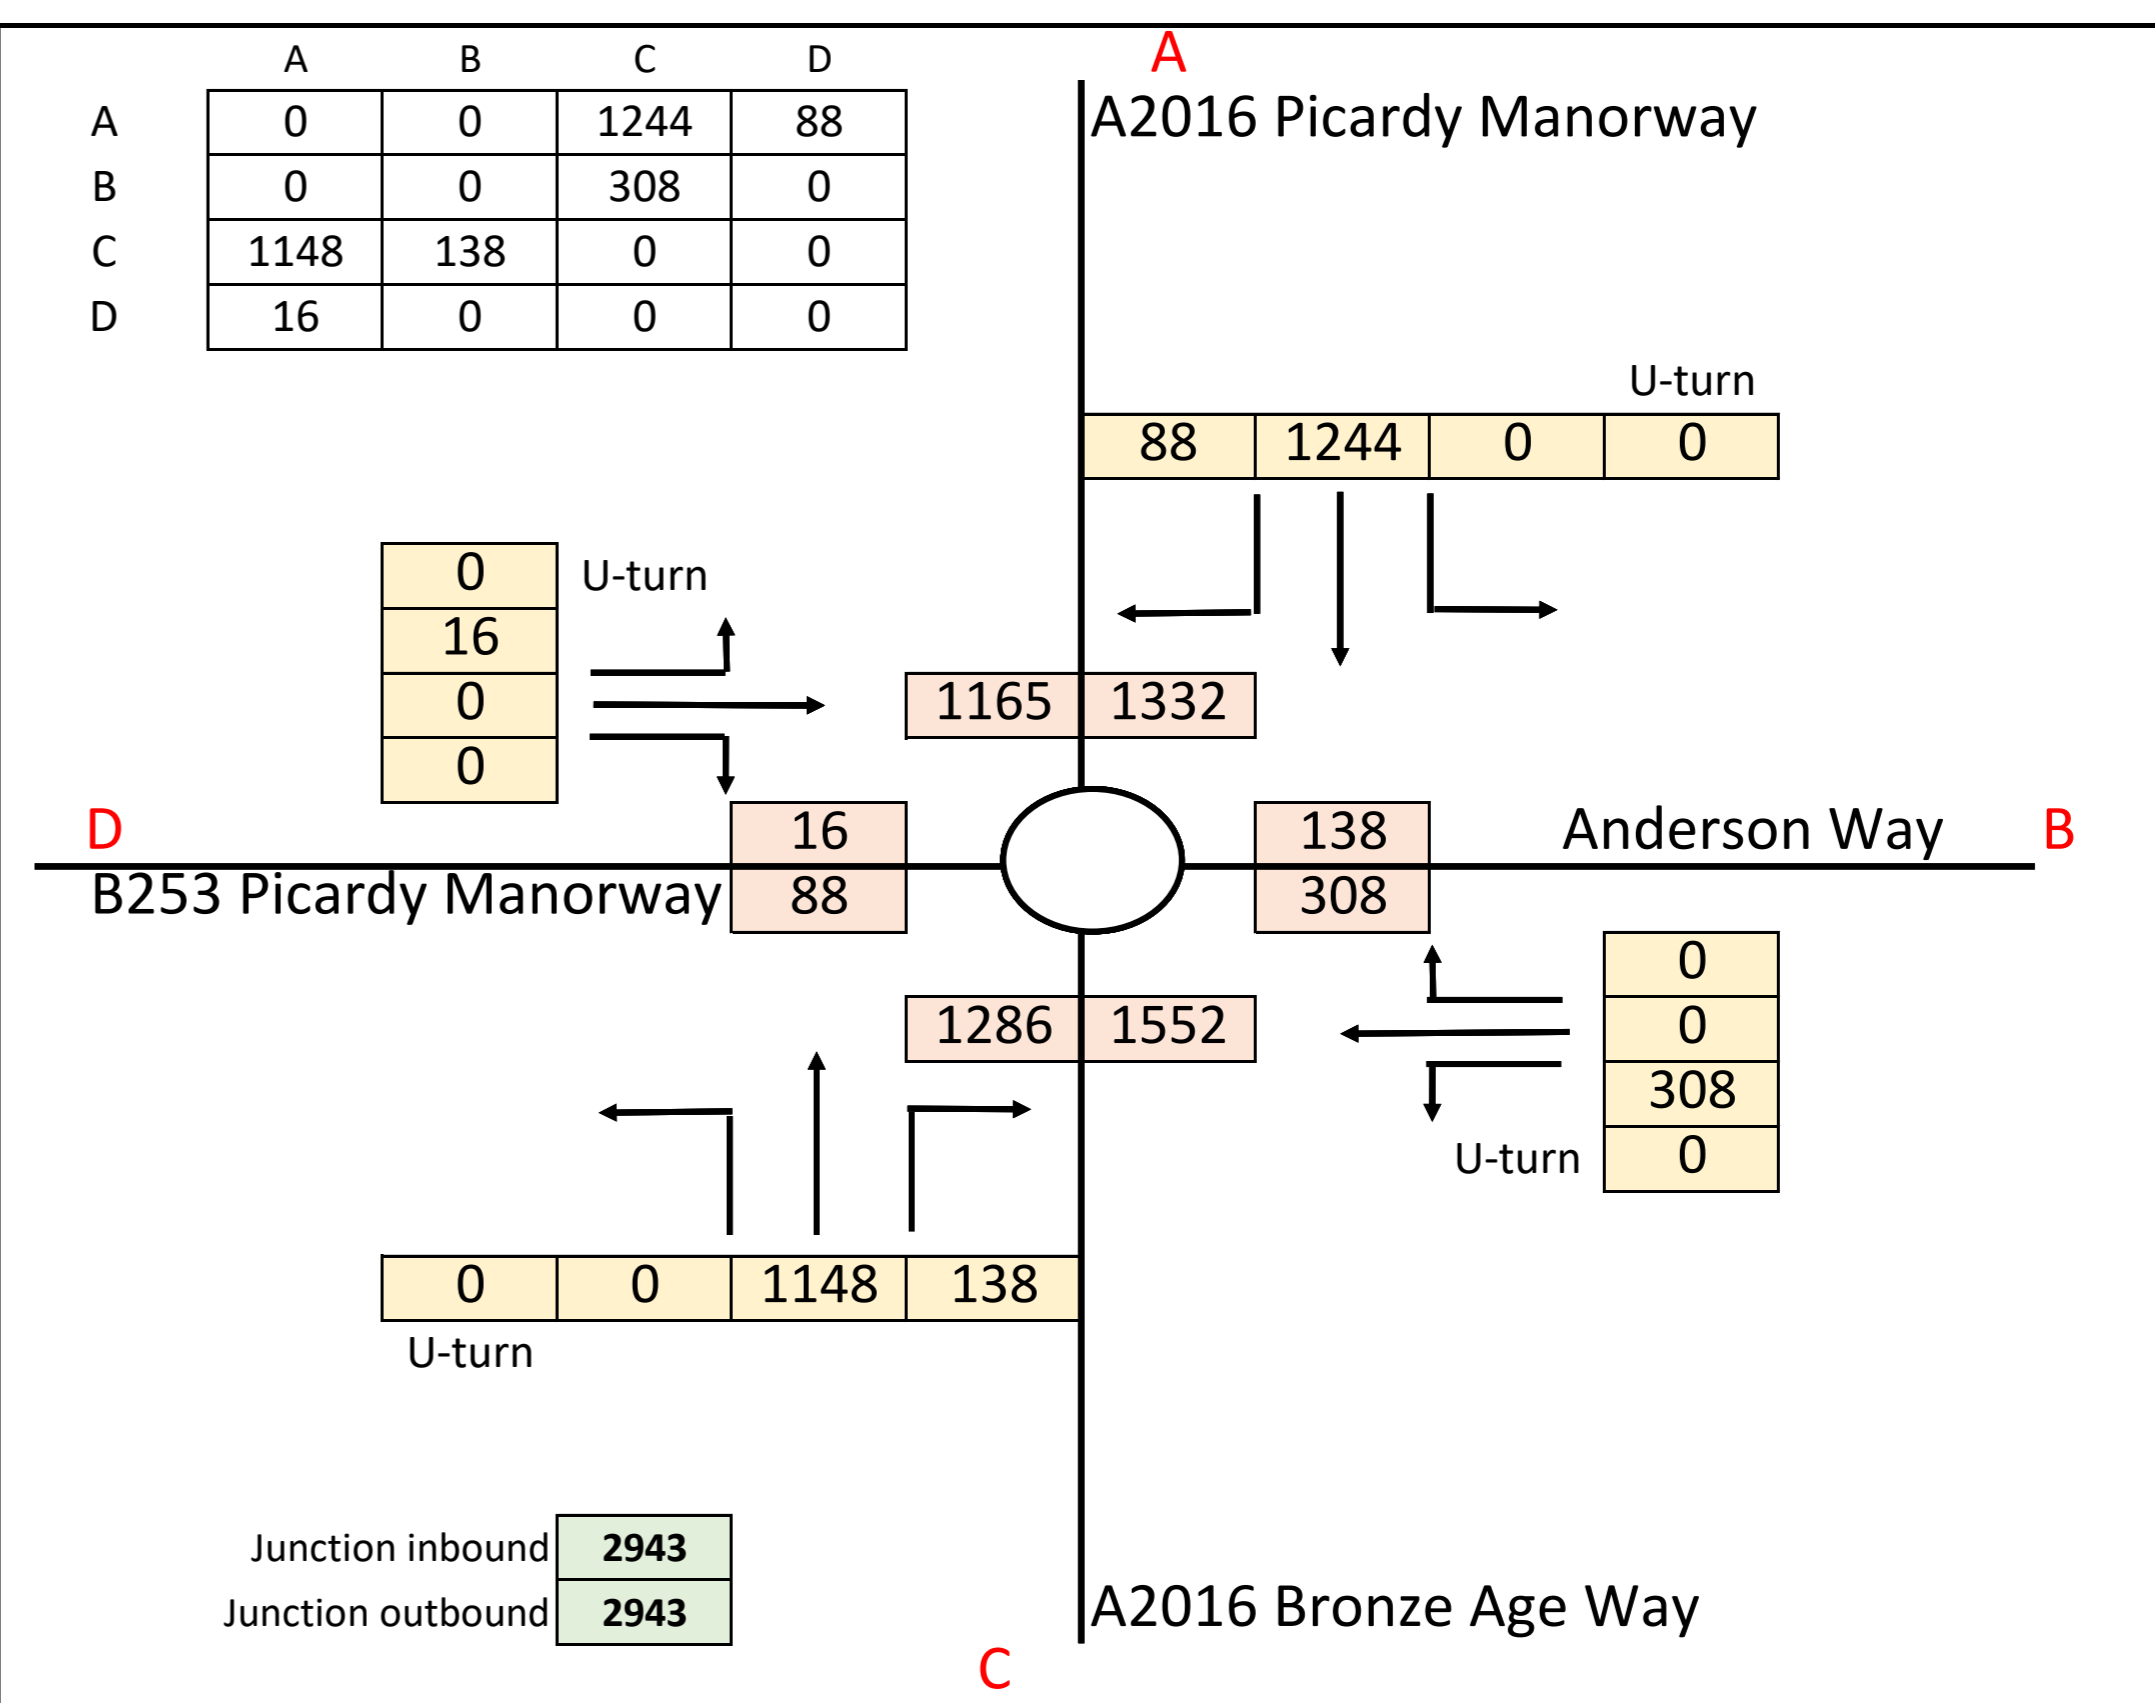 A B C D
A 0 0 1244 88
B 0 0 308 0
C 1148 138 0 0
D 16 0 0 0
A
A2016 Picardy Manorway
U-turn
88 1244 0 0
0 U-turn
16
0
0
1165 1332
D
B253 Picardy Manorway
16
88
138
308
Anderson Way B
1286 1552
0
0
308
U-turn 0
0 0 1148 138
U-turn
Junction inbound 2943
Junction outbound 2943
A2016 Bronze Age Way
C